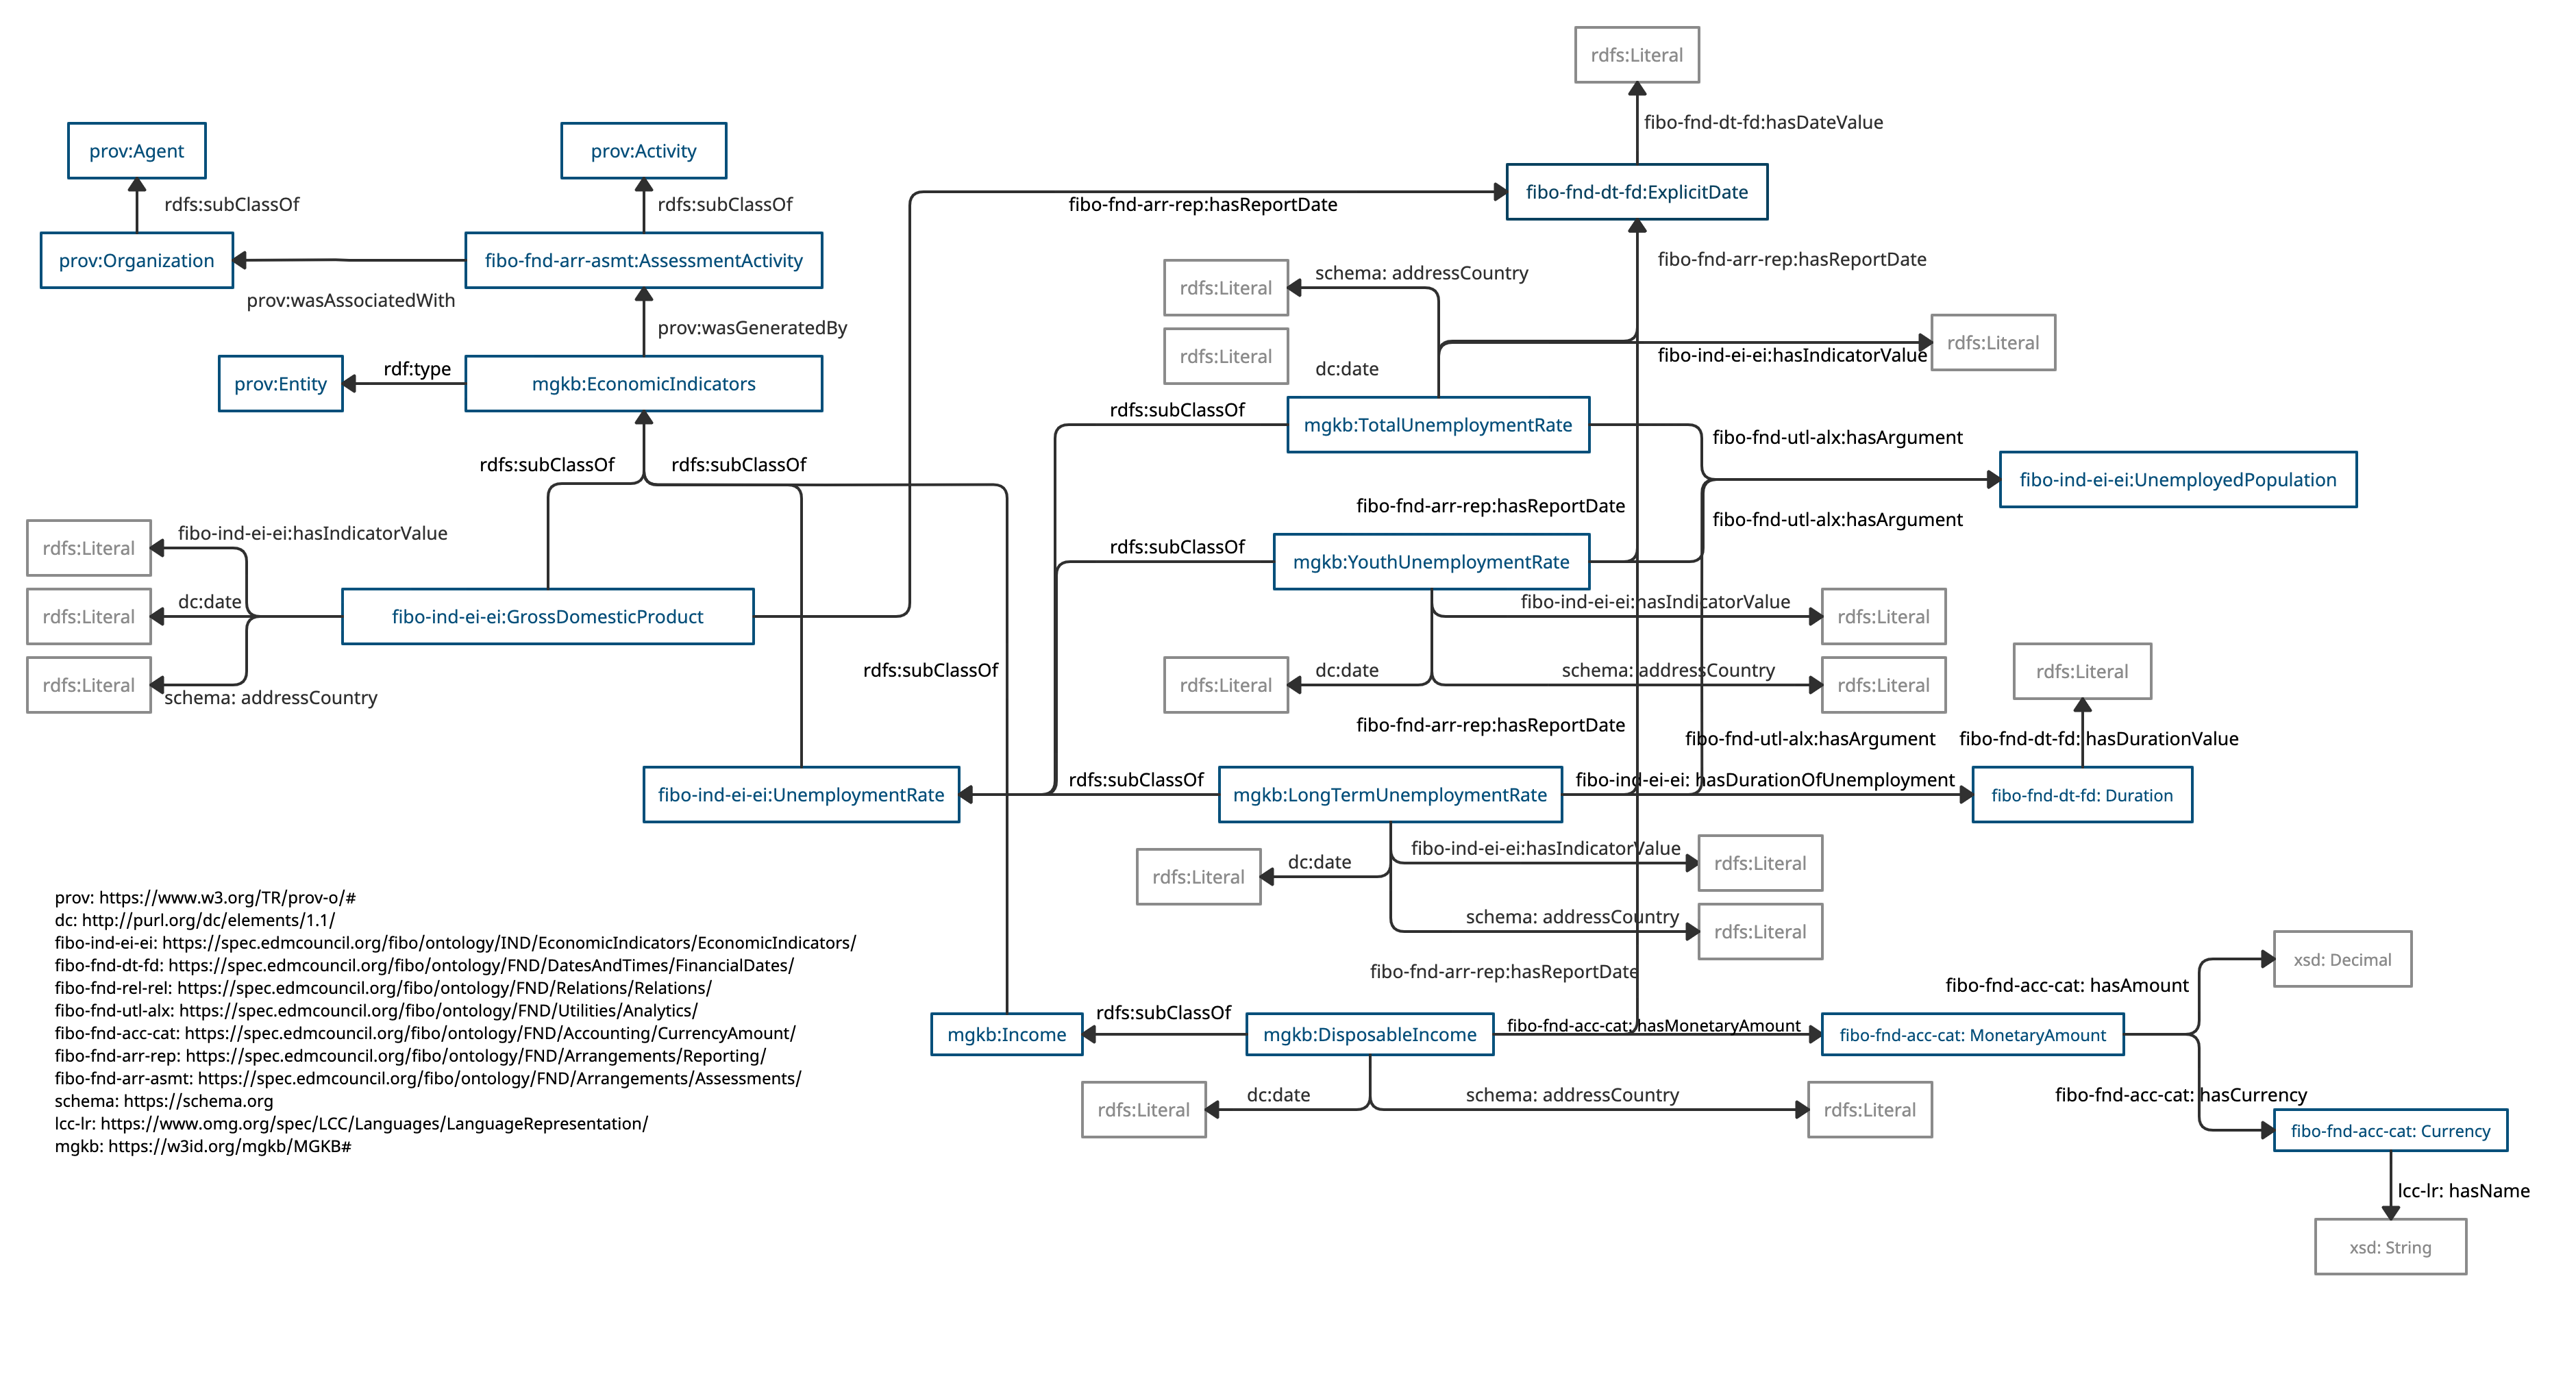 rdfs:Literal
fibo-fnd-dt-fd:hasDateValue
prov:Agent
prov:Activity
rdfs:subClassOf
rdfs:subClassOf
fibo-fnd-arr-rep:hasReportDate
fibo-fnd-dt-fd:ExplicitDate
prov:Organization
fibo-fnd-arr-asmt:AssessmentActivity
fibo-fnd-arr-rep:hasReportDate
prov:wasAssociatedWith
rdfs:Literal
schema: addressCountry
prov:wasGeneratedBy
rdfs:Literal
dc:date
fibo-ind-ei-ei:hasIndicatorValue
rdfs:Literal
prov:Entity
rdf:type
mgkb:EconomicIndicators
rdfs:subClassOf
mgkb:TotalUnemploymentRate
fibo-fnd-utl-alx:hasArgument
rdfs:subClassOf
rdfs:subClassOf
fibo-ind-ei-ei:UnemployedPopulation
fibo-fnd-arr-rep:hasReportDate
fibo-fnd-utl-alx:hasArgument
rdfs:Literal
fibo-ind-ei-ei:hasIndicatorValue
rdfs:subClassOf
mgkb:YouthUnemploymentRate
rdfs:Literal
dc:date
fibo-ind-ei-ei:GrossDomesticProduct
fibo-ind-ei-ei:hasIndicatorValue
rdfs:Literal
rdfs:Literal
schema: addressCountry
rdfs:subClassOf
rdfs:Literal
dc:date
schema: addressCountry
rdfs:Literal
rdfs:Literal
fibo-fnd-arr-rep:hasReportDate
fibo-fnd-utl-alx:hasArgument
fibo-fnd-dt-fd: hasDurationValue
fibo-ind-ei-ei:UnemploymentRate
rdfs:subClassOf
mgkb:LongTermUnemploymentRate
fibo-ind-ei-ei: hasDurationOfUnemployment
fibo-fnd-dt-fd: Duration
rdfs:Literal
dc:date
fibo-ind-ei-ei:hasIndicatorValue
rdfs:Literal
schema: addressCountry
rdfs:Literal
prov: https://www.w3.org/TR/prov-o/#
dc: http://purl.org/dc/elements/1.1/
fibo-ind-ei-ei: https://spec.edmcouncil.org/fibo/ontology/IND/EconomicIndicators/EconomicIndicators/
fibo-fnd-dt-fd: https://spec.edmcouncil.org/fibo/ontology/FND/DatesAndTimes/FinancialDates/
fibo-fnd-rel-rel: https://spec.edmcouncil.org/fibo/ontology/FND/Relations/Relations/
fibo-fnd-utl-alx: https://spec.edmcouncil.org/fibo/ontology/FND/Utilities/Analytics/
fibo-fnd-acc-cat: https://spec.edmcouncil.org/fibo/ontology/FND/Accounting/CurrencyAmount/
fibo-fnd-arr-rep: https://spec.edmcouncil.org/fibo/ontology/FND/Arrangements/Reporting/
fibo-fnd-arr-asmt: https://spec.edmcouncil.org/fibo/ontology/FND/Arrangements/Assessments/
schema: https://schema.org
lcc-lr: https://www.omg.org/spec/LCC/Languages/LanguageRepresentation/
mgkb: https://w3id.org/mgkb/MGKB#
fibo-fnd-arr-rep:hasReportDate
mgkb:Income
rdfs:subClassOf
mgkb:DisposableIncome
fibo-fnd-acc-cat: hasMonetaryAmount
fibo-fnd-acc-cat: MonetaryAmount
fibo-fnd-acc-cat: hasAmount
xsd: Decimal
rdfs:Literal
dc:date
schema: addressCountry
rdfs:Literal
fibo-fnd-acc-cat: hasCurrency
fibo-fnd-acc-cat: Currency
lcc-lr: hasName
xsd: String